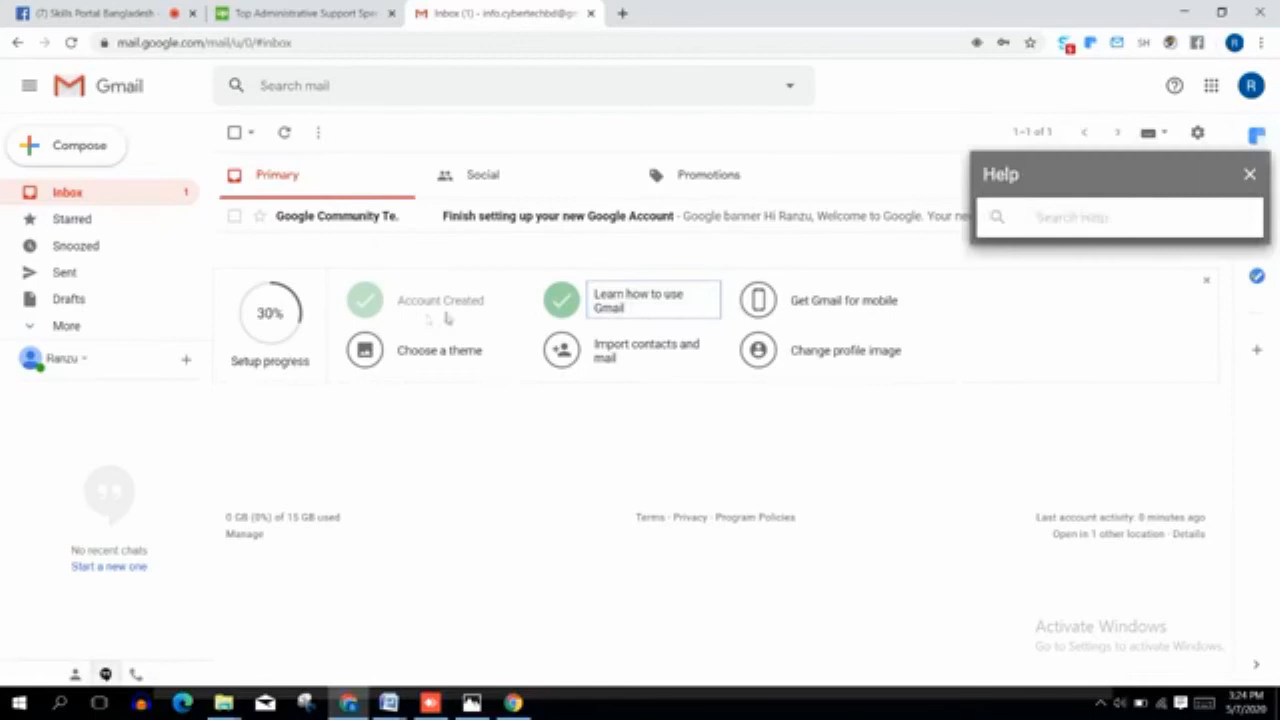 (7) Skills Portal Bangladesh -
Top Administrative Support Spe
Inbox (1) - info.cybertechbd@g
mail.google.com/mail/u/0/#inbox
SH
R
Gmail
Search mail
R
Compose
1-1 of 1
Primary
Social
Promotions
Help
Search Help
Inbox 1
Starred
Snoozed
Sent
Drafts
More
Ranzu
Google Community Te. Finish setting up your new Google Account - Google banner Hi Ranzu, Welcome to Google. Your ne
30%
Setup progress
Account Created
Learn how to use
Gmail
Get Gmail for mobile
Choose a theme
Import contacts and
mail
Change profile image
0 GB (0%) of 15 GB used
Manage
Terms · Privacy · Program Policies
Last account activity: 0 minutes ago
Open in 1 other location · Details
No recent chats
Start a new one
Activate Windows
Go to Settings to activate Windows.
3:24 PM
5/7/2020